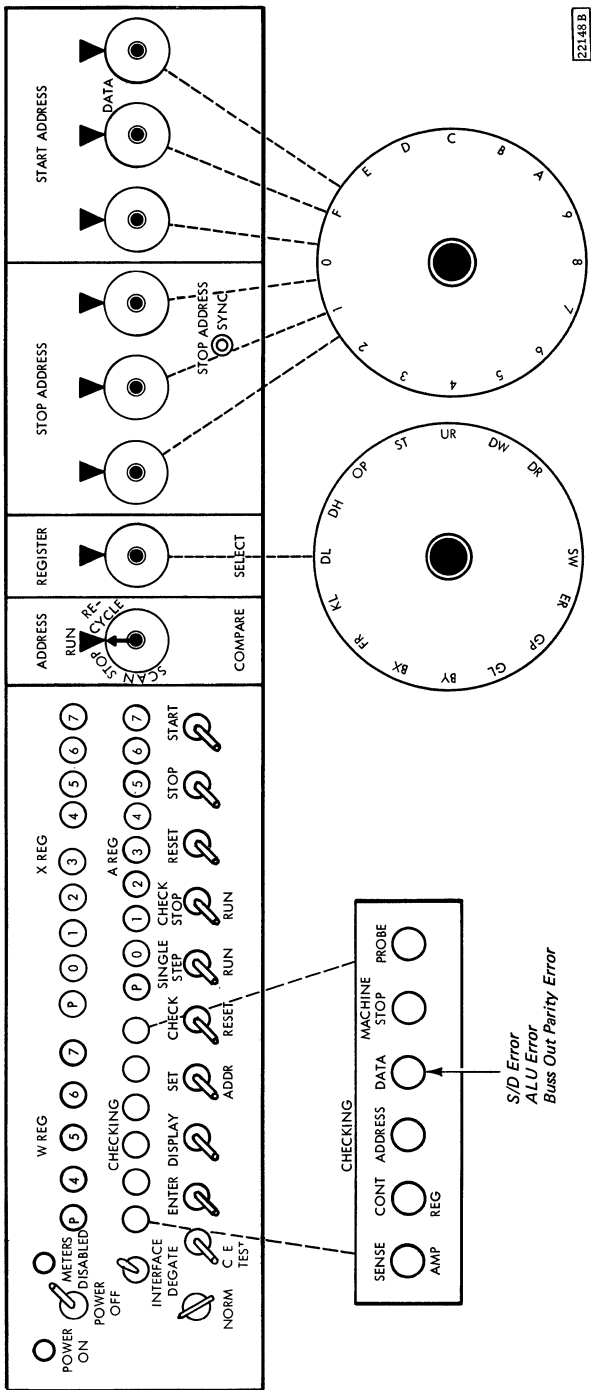 POWER ON
METERS DISABLED
POWER OFF
W REG
P 4 5 6 7
X REG
P 0 1 2 3 4 5 6 7
INTERFACE DEGATE
CHECKING
A REG
P 0 1 2 3 4 5 6 7
NORM
C E TEST
ENTER
DISPLAY
SET ADDR
CHECK RESET
SINGLE STEP
RUN
CHECK STOP
RUN
RESET
STOP
START
ADDRESS
RUN
RE-
CYCLE
STOP
SCAN
COMPARE
REGISTER
SELECT
STOP ADDRESS
STOP ADDRESS
SYNC
START ADDRESS
DATA
CHECKING
SENSE AMP
CONT REG
ADDRESS
DATA
MACHINE STOP
PROBE
S/D Error
ALU Error
Buss Out Parity Error
DL DH OP ST UR DW DR SW ER GP GL BY BX FR KL
0 F E D C B A 9 8 7 6 5 4 3 2 1
22148B